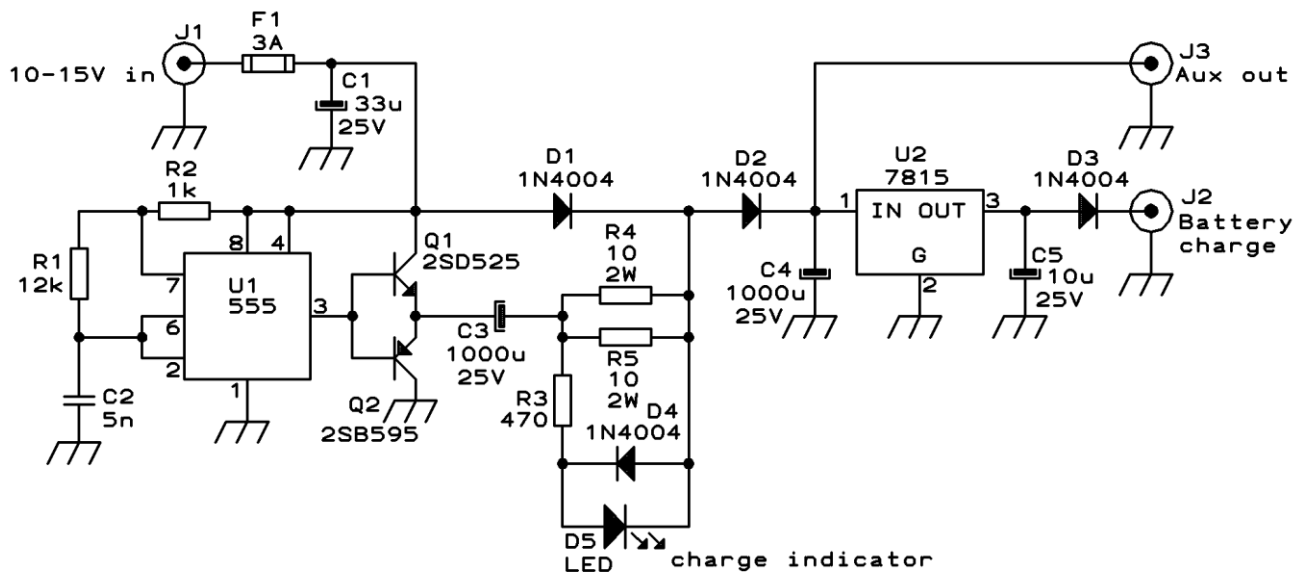 J1
F1
3A
10-15V in
C1
33u
25V
J3
Aux out
R2
1k
D1
1N4004
D2
1N4004
U2
7815
D3
1N4004
J2
Battery
charge
1
IN OUT
3
G
2
8
4
Q1
2SD525
R4
10
2W
R1
12k
7
U1
555
3
6
2
1
C4
1000u
25V
C5
10u
25V
C3
1000u
25V
R5
10
2W
C2
5n
Q2
2SB595
R3
470
D4
1N4004
D5
LED
charge indicator